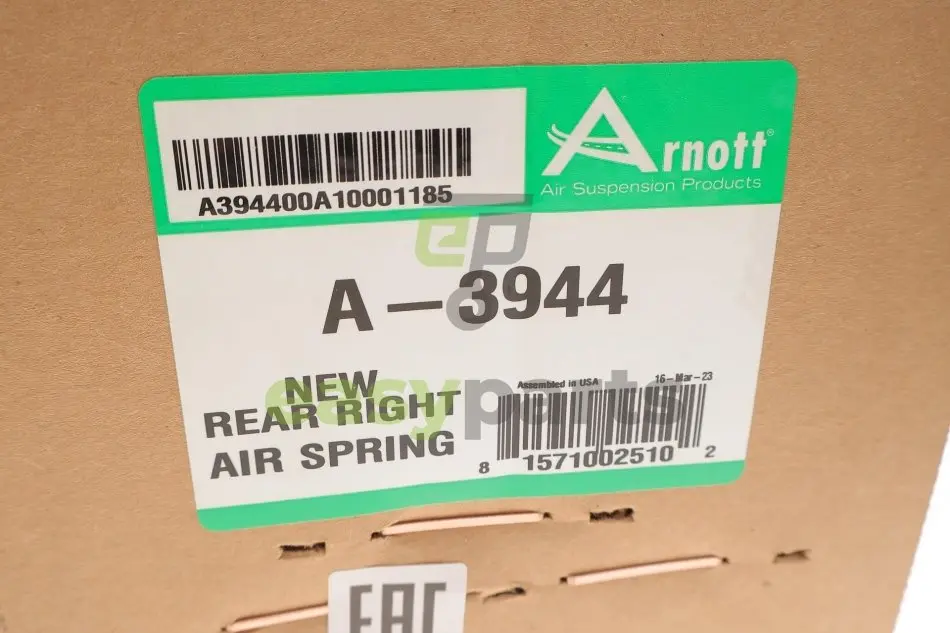 A394400A10001185
Arnott®
Air Suspension Products
ep
A-3944
NEW
REAR RIGHT
AIR SPRING
easyparts
Assembled in USA
16-Mar-23
8 1571002510 2
EAC